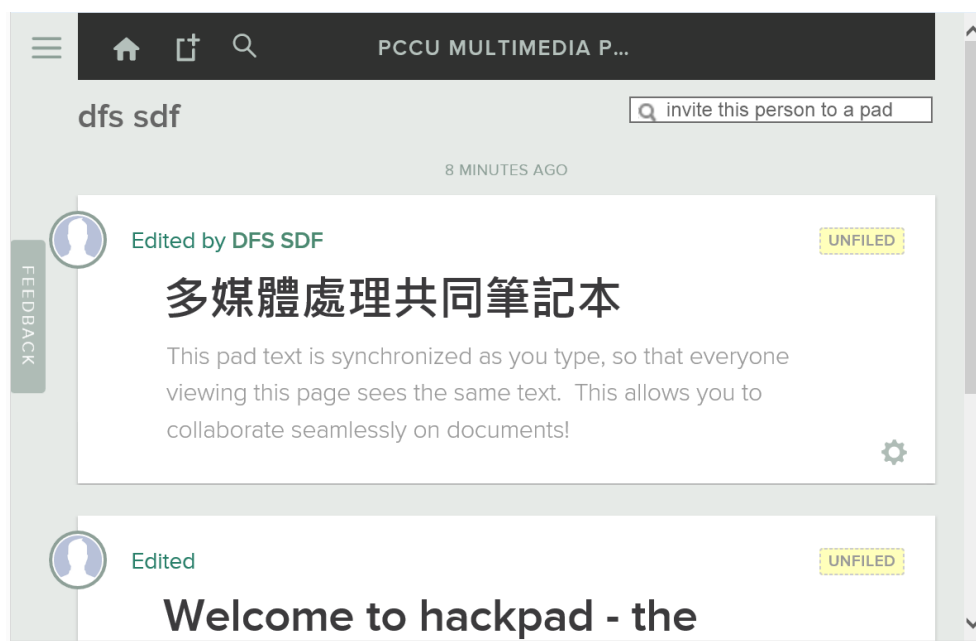 PCCU MULTIMEDIA P...
dfs sdf
invite this person to a pad
8 MINUTES AGO
Edited by DFS SDF
UNFILED
多媒體處理共同筆記本
This pad text is synchronized as you type, so that everyone
viewing this page sees the same text.  This allows you to
collaborate seamlessly on documents!
FEEDBACK
Edited
UNFILED
Welcome to hackpad - the